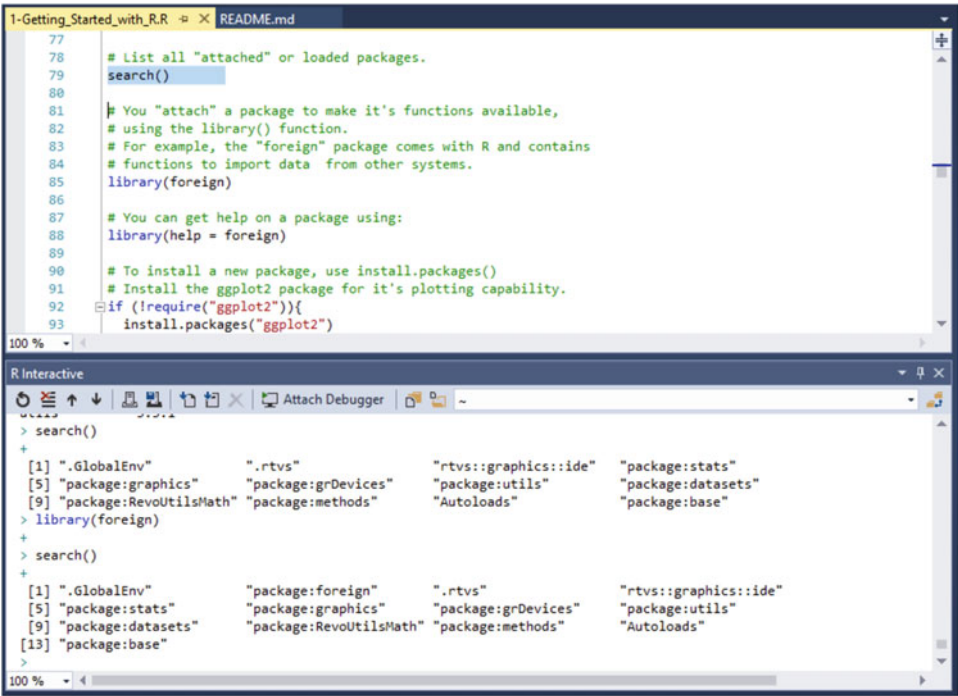 1-Getting_Started_with_R.R README.md
77
78 # List all "attached" or loaded packages.
79 search()
80
81 # You "attach" a package to make it's functions available,
82 # using the library() function.
83 # For example, the "foreign" package comes with R and contains
84 # functions to import data  from other systems.
85 library(foreign)
86
87 # You can get help on a package using:
88 library(help = foreign)
89
90 # To install a new package, use install.packages()
91 # Install the ggplot2 package for it's plotting capability.
92 if (!require("ggplot2")){
93 install.packages("ggplot2")
100 %
R Interactive
Attach Debugger ~
> search()
+
[1] ".GlobalEnv" ".rtvs" "rtvs::graphics::ide" "package:stats"
[5] "package:graphics" "package:grDevices" "package:utils" "package:datasets"
[9] "package:RevoUtilsMath" "package:methods" "Autoloads" "package:base"
> library(foreign)
+
> search()
+
[1] ".GlobalEnv" "package:foreign" ".rtvs" "rtvs::graphics::ide"
[5] "package:stats" "package:graphics" "package:grDevices" "package:utils"
[9] "package:datasets" "package:RevoUtilsMath" "package:methods" "Autoloads"
[13] "package:base"
>
100 %